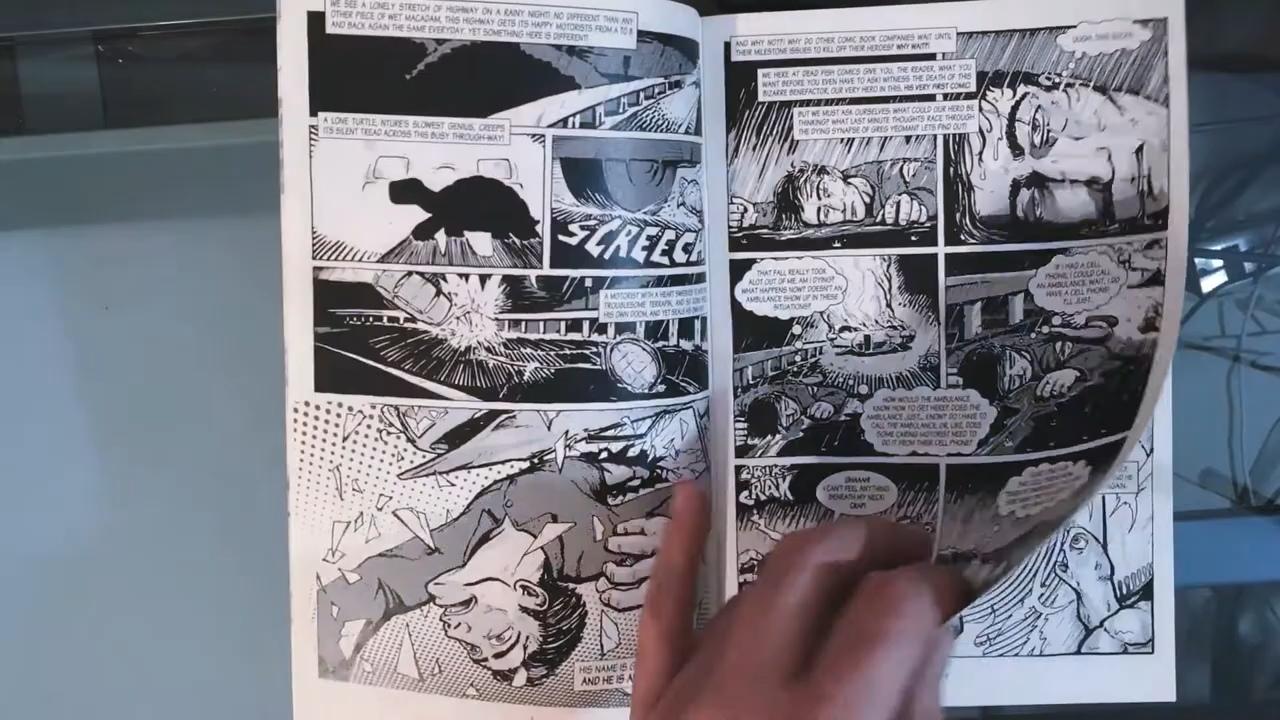 WE SEE A LONELY STRETCH OF HIGHWAY ON A RAINY NIGHT! NO DIFFERENT THAN ANY
OTHER PIECE OF WET MACADAM, THIS HIGHWAY GETS ITS HAPPY MOTORISTS FROM A TO B
AND BACK AGAIN THE SAME EVERYDAY. YET SOMETHING HERE IS DIFFERENT!
A LONE TURTLE, NTURE'S SLOWEST GENIUS, CREEPS
ITS SILENT TREAD ACROSS THIS BUSY THROUGH-WAY!
SCREECH
A MOTORIST WITH A HEART
TROUBLESOME TERRAPIN, AND SO
HIS OWN DOOM, AND YET SEALS HIS OWN
HIS NAME IS
AND HE IS
AND WHY NOT? WHY DO OTHER COMIC BOOK COMPANIES WAIT UNTIL
THEIR MILESTONE ISSUES TO KILL OFF THEIR HEROES? WHY WAIT?
WE HERE AT DEAD FISH COMICS GIVE YOU, THE READER, WHAT YOU
WANT BEFORE YOU EVEN HAVE TO ASK! WITNESS THE DEATH OF THIS
BIZARRE BENEFACTOR, OUR VERY HERO IN THIS, HIS VERY FIRST COMIC!
BUT WE MUST ASK OURSELVES: WHAT COULD OUR HERO BE
THINKING? WHAT LAST MINUTE THOUGHTS RACE THROUGH
THE DYING SYNAPSE OF GREG YEOMAN? LETS FIND OUT!
THAT FALL REALLY TOOK
ALOT OUT OF ME. AM I DYING?
WHAT HAPPENS NOW? DOESN'T AN
AMBULANCE SHOW UP IN THESE
SITUATIONS?
HOW WOULD THE AMBULANCE
KNOW HOW TO GET HERE? DOES THE
AMBULANCE JUST... KNOW? DO I HAVE TO
CALL THE AMBULANCE, OR, LIKE, DOES
SOME CARING MOTORIST NEED TO
DO IT FROM THEIR CELL PHONE?
IF I HAD A CELL
PHONE, I COULD CALL
AN AMBULANCE. WAIT, I DO
HAVE A CELL PHONE!
I'LL JUST...
UNHHH!
I CAN'T FEEL ANYTHING
BENEATH MY NECK!
CRAP!